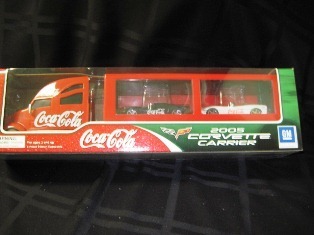 Coca-Cola
Coca-Cola
2005
CORVETTE
CARRIER
GM